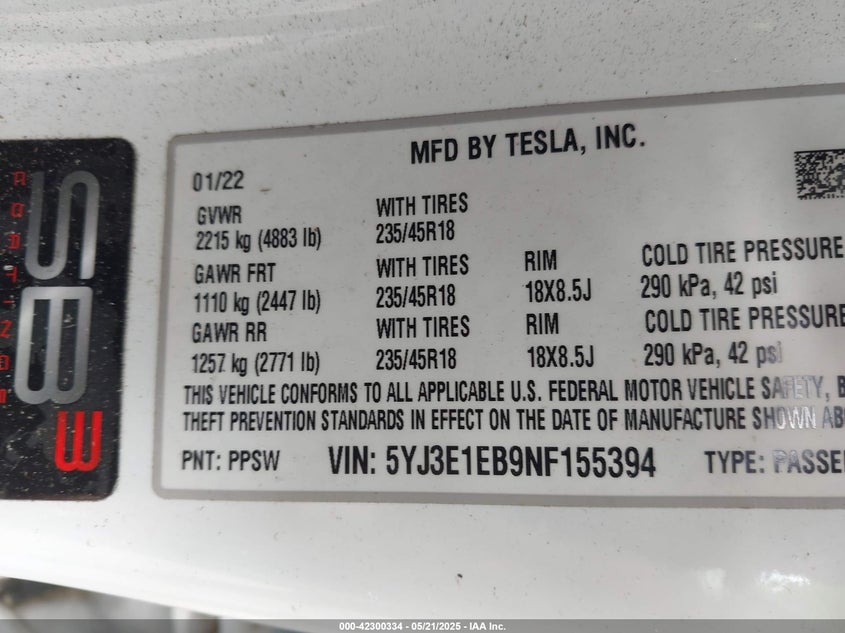 MFD BY TESLA, INC.
01/22
GVWR
2215 kg (4883 lb)
WITH TIRES
235/45R18
GAWR FRT
1110 kg (2447 lb)
WITH TIRES
235/45R18
RIM
18X8.5J
COLD TIRE PRESSURE
290 kPa, 42 psi
GAWR RR
1257 kg (2771 lb)
WITH TIRES
235/45R18
RIM
18X8.5J
COLD TIRE PRESSURE
290 kPa, 42 psi
THIS VEHICLE CONFORMS TO ALL APPLICABLE U.S. FEDERAL MOTOR VEHICLE SAFETY, B
THEFT PREVENTION STANDARDS IN EFFECT ON THE DATE OF MANUFACTURE SHOWN AB
PNT: PPSW
VIN: 5YJ3E1EB9NF155394
TYPE: PASSE
000-42300334 - 05/21/2025 - IAA Inc.